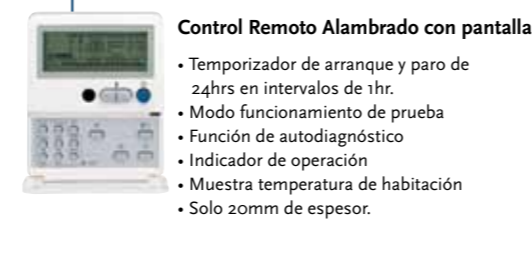 Control Remoto Alambrado con pantalla
• Temporizador de arranque y paro de
24hrs en intervalos de 1hr.
• Modo funcionamiento de prueba
• Función de autodiagnóstico
• Indicador de operación
• Muestra temperatura de habitación
• Solo 20mm de espesor.